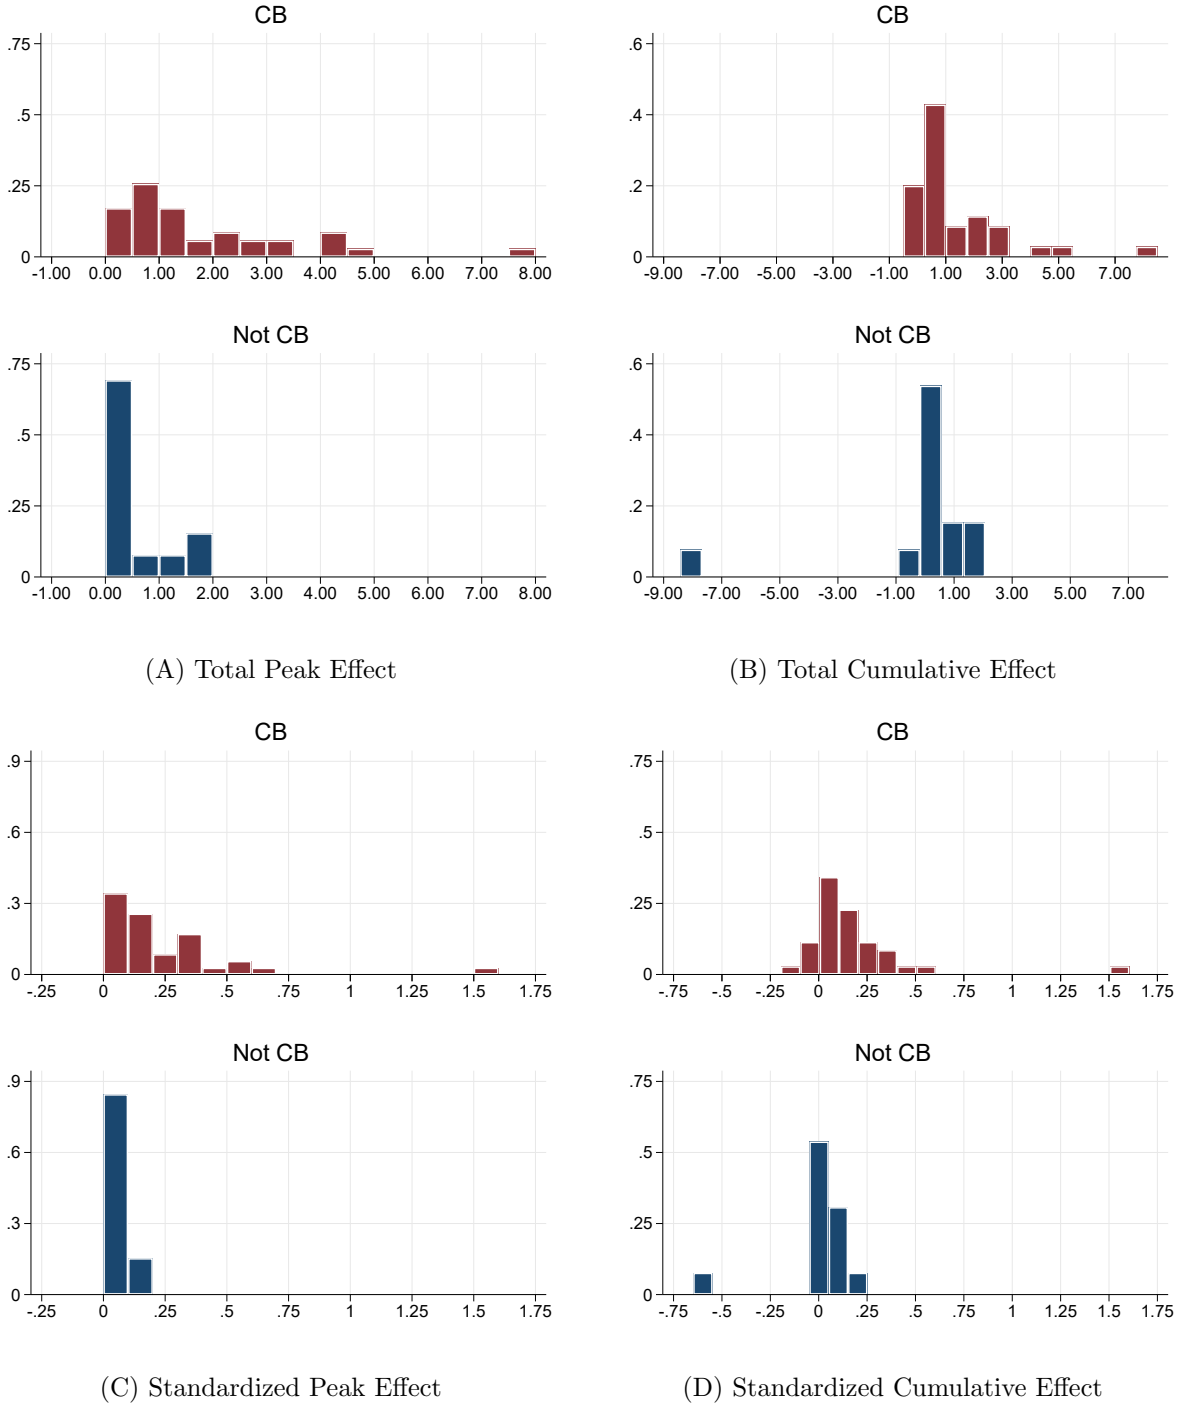 CB
.75
.5
.25
0
-1.00 0.00 1.00 2.00 3.00 4.00 5.00 6.00 7.00 8.00
Not CB
.75
.5
.25
0
-1.00 0.00 1.00 2.00 3.00 4.00 5.00 6.00 7.00 8.00
(A) Total Peak Effect
CB
.6
.4
.2
0
-9.00 -7.00 -5.00 -3.00 -1.00 1.00 3.00 5.00 7.00
Not CB
.6
.4
.2
0
-9.00 -7.00 -5.00 -3.00 -1.00 1.00 3.00 5.00 7.00
(B) Total Cumulative Effect
CB
.9
.6
.3
0
-.25 0 .25 .5 .75 1 1.25 1.5 1.75
Not CB
.9
.6
.3
0
-.25 0 .25 .5 .75 1 1.25 1.5 1.75
(C) Standardized Peak Effect
CB
.75
.5
.25
0
-.75 -.5 -.25 0 .25 .5 .75 1 1.25 1.5 1.75
Not CB
.75
.5
.25
0
-.75 -.5 -.25 0 .25 .5 .75 1 1.25 1.5 1.75
(D) Standardized Cumulative Effect